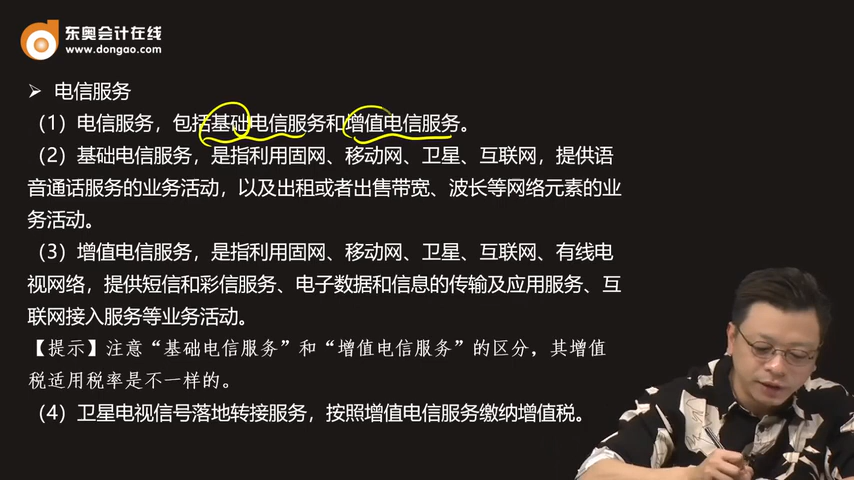 东奥会计在线
www.dongao.com
➢ 电信服务
（1）电信服务，包括基础电信服务和增值电信服务。
（2）基础电信服务，是指利用固网、移动网、卫星、互联网，提供语
音通话服务的业务活动，以及出租或者出售带宽、波长等网络元素的业
务活动。
（3）增值电信服务，是指利用固网、移动网、卫星、互联网、有线电
视网络，提供短信和彩信服务、电子数据和信息的传输及应用服务、互
联网接入服务等业务活动。
【提示】注意“基础电信服务”和“增值电信服务”的区分，其增值
税适用税率是不一样的。
（4）卫星电视信号落地转接服务，按照增值电信服务缴纳增值税。